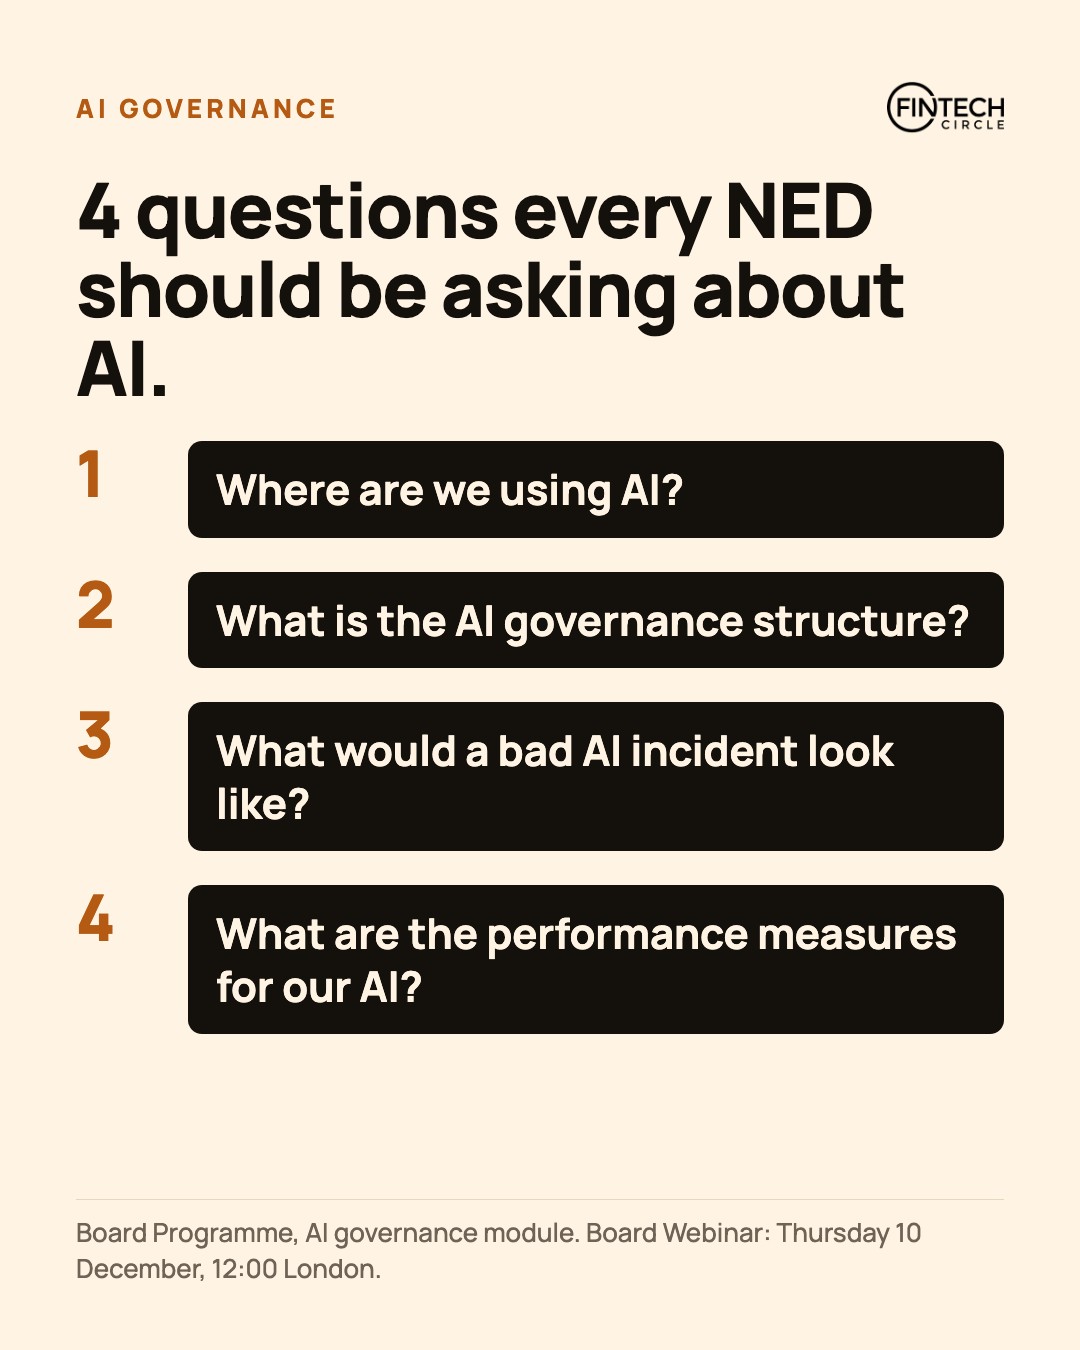 AI GOVERNANCE
FINTECH
CIRCLE
4 questions every NED
should be asking about
AI.
1
Where are we using AI?
2
What is the AI governance structure?
3
What would a bad AI incident look
like?
4
What are the performance measures
for our AI?
Board Programme, AI governance module. Board Webinar: Thursday 10
December, 12:00 London.